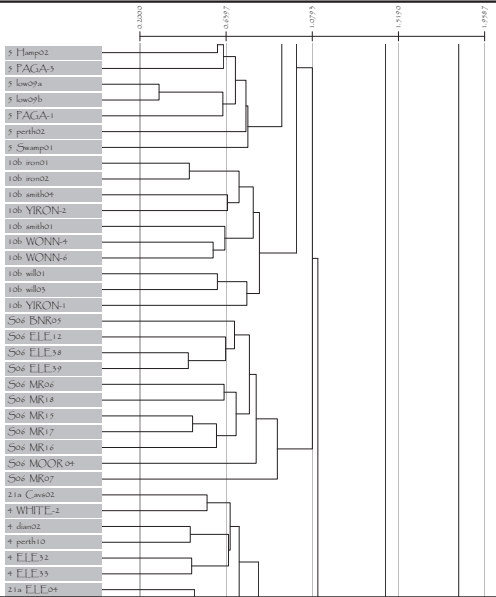 0.2000 0.6397 1.0795 1.5190 1.9587
5 Hamp02
5 PAGA-3
5 low09a
5 low09b
5 PAGA-1
5 perth02
5 Swamp01
10b iron01
10b iron02
10b smith04
10b YIRON-2
10b smith01
10b WONN-4
10b WONN-6
10b will01
10b will03
10b YIRON-1
S06 BNR05
S06 ELE12
S06 ELE38
S06 ELE39
S06 MR06
S06 MR18
S06 MR15
S06 MR17
S06 MR16
S06 MOOR04
S06 MR07
21a Cavs02
4 WHITE-2
4 dian02
4 perth10
4 ELE32
4 ELE33
21a ELE04